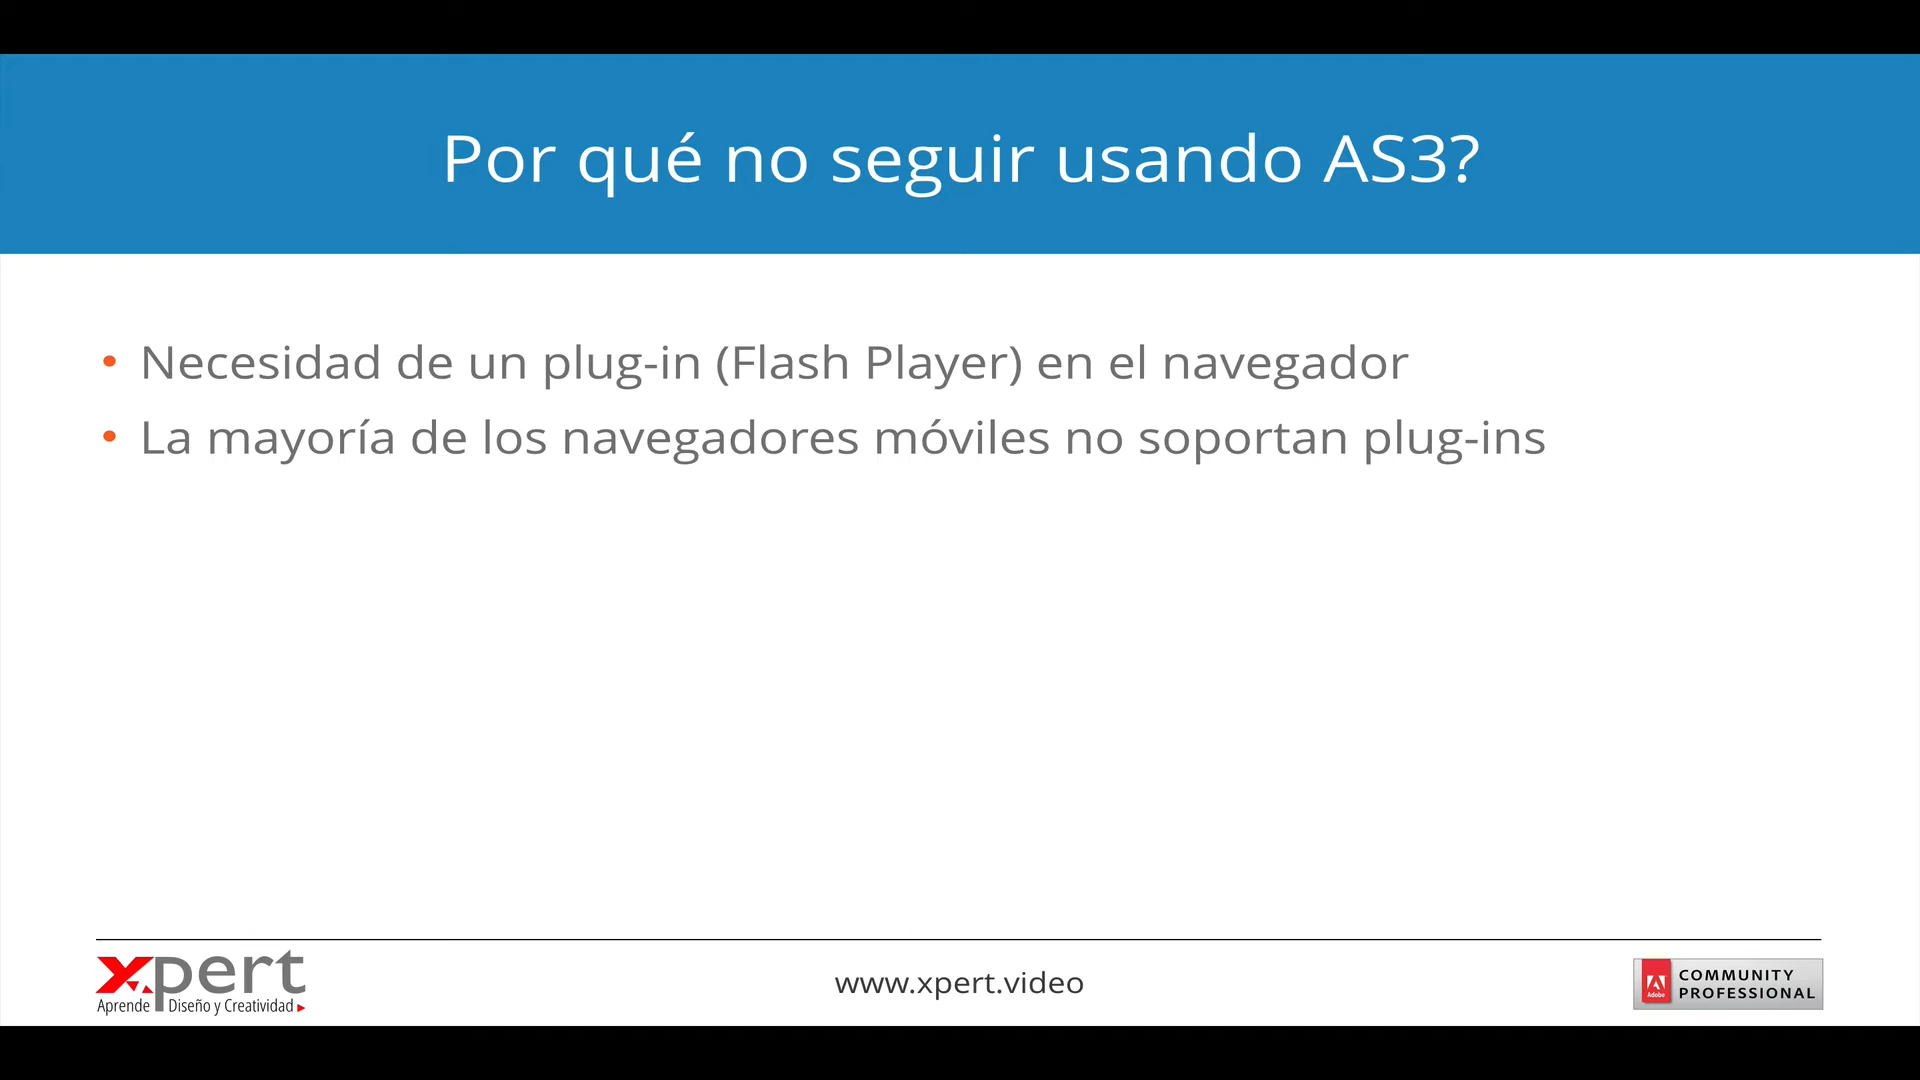 Por qué no seguir usando AS3?
• Necesidad de un plug-in (Flash Player) en el navegador
• La mayoría de los navegadores móviles no soportan plug-ins
xpert
Aprende Diseño y Creatividad
www.xpert.video
Adobe
COMMUNITY
PROFESSIONAL